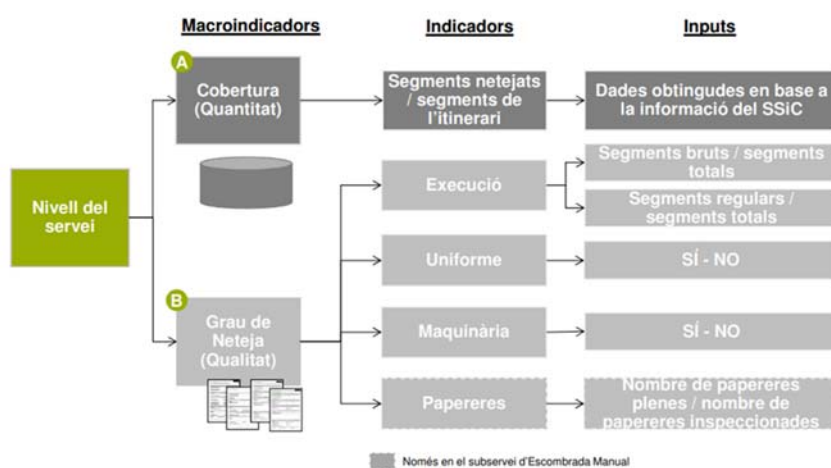 Macroindicadors
Indicadors
Inputs
A
Cobertura
(Quantitat)
Segments netejats
/ segments de
l'itinerari
Dades obtingudes en base a
la informació del SSiC
Nivell del
servei
Execució
Segments bruts / segments
totals
Segments regulars /
segments totals
Uniforme
SÍ - NO
B
Grau de
Neteja
(Qualitat)
Maquinària
SÍ - NO
Papereres
Nombre de papereres
plenes / nombre de
papereres inspeccionades
Només en el subservei d'Escombrada Manual